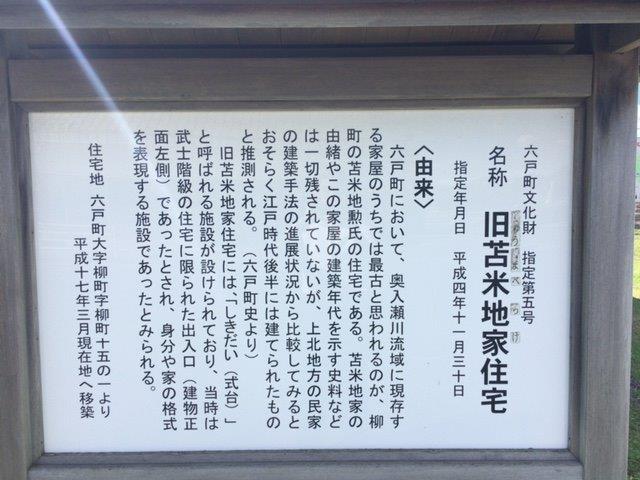 六戸町文化財　指定第五号
名称　旧苫米地家住宅
指定年月日　平成四年十一月三十日
〈由来〉
六戸町において、奥入瀬川流域に現存す
る家屋のうちでは最古と思われるのが、柳
町の苫米地勲氏の住宅である。苫米地家の
由緒やこの家屋の建築年代を示す史料など
は一切残されていないが、上北地方の民家
の建築手法の進展状況から比較してみると
おそらく江戸時代後半には建てられたもの
と推測される。（六戸町史より）
旧苫米地家住宅には、「しきだい（式台）」
と呼ばれる施設が設けられており、当時は
武士階級の住宅に限られた出入口（建物正
面左側）であったとされ、身分や家の格式
を表現する施設であったとみられる。
住宅地　六戸町大字柳町字柳町十五の一より
平成十七年三月現在地へ移築